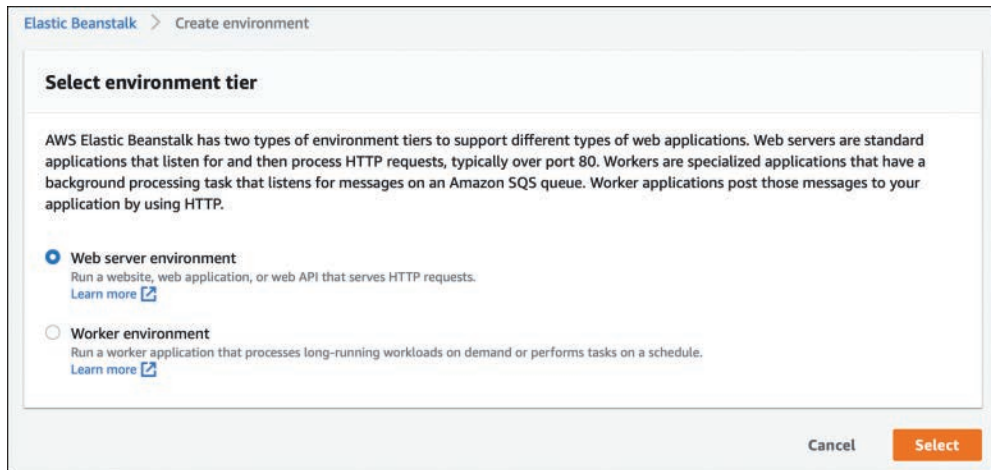 Elastic Beanstalk > Create environment
Select environment tier
AWS Elastic Beanstalk has two types of environment tiers to support different types of web applications. Web servers are standard
applications that listen for and then process HTTP requests, typically over port 80. Workers are specialized applications that have a
background processing task that listens for messages on an Amazon SQS queue. Worker applications post those messages to your
application by using HTTP.
Web server environment
Run a website, web application, or web API that serves HTTP requests.
Learn more
Worker environment
Run a worker application that processes long-running workloads on demand or performs tasks on a schedule.
Learn more
Cancel Select